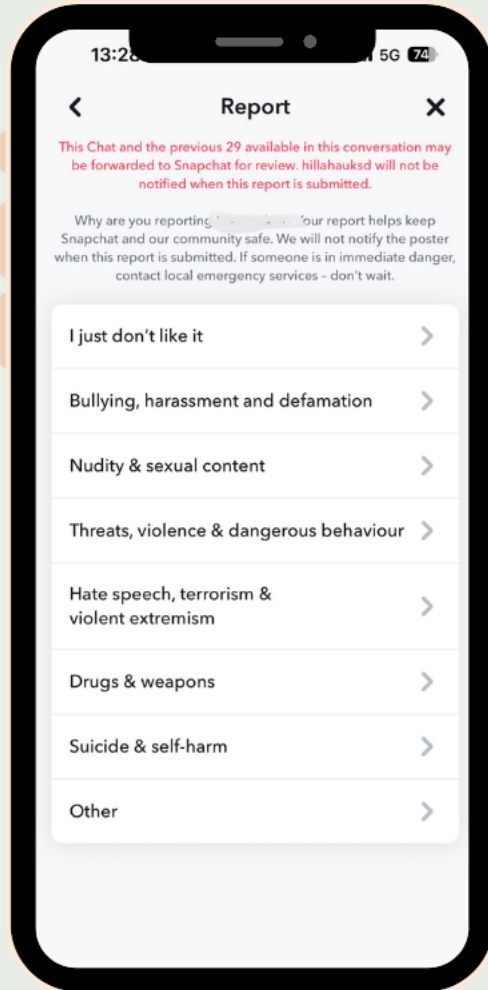 13:28 5G 74
Report
This Chat and the previous 29 available in this conversation may
be forwarded to Snapchat for review. hillahauksd will not be
notified when this report is submitted.
Why are you reporting our report helps keep
Snapchat and our community safe. We will not notify the poster
when this report is submitted. If someone is in immediate danger,
contact local emergency services – don't wait.
I just don't like it
Bullying, harassment and defamation
Nudity & sexual content
Threats, violence & dangerous behaviour
Hate speech, terrorism &
violent extremism
Drugs & weapons
Suicide & self-harm
Other